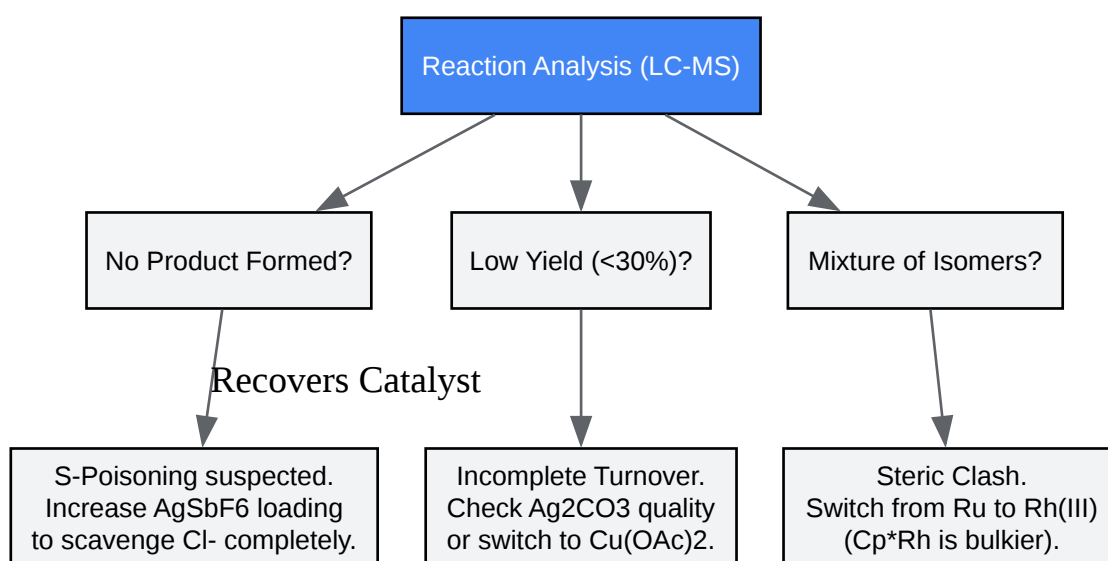 Reaction Analysis (LC-MS)
No Product Formed?
Low Yield (<30%)?
Mixture of Isomers?
Recovers Catalyst
S-Poisoning suspected.
Increase AgSbF6 loading
to scavenge Cl- completely.
Incomplete Turnover.
Check Ag2CO3 quality
or switch to Cu(OAc)2.
Steric Clash.
Switch from Ru to Rh(III)
(Cp*Rh is bulkier).